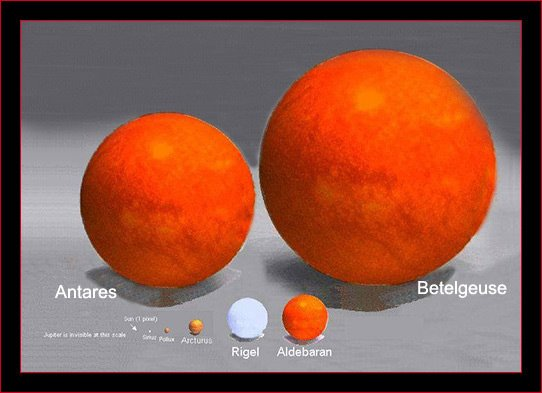 Antares
Betelgeuse
Sun (1 pixel)
Jupiter is invisible at this scale
Sirius
Pollux
Arcturus
Rigel
Aldebaran